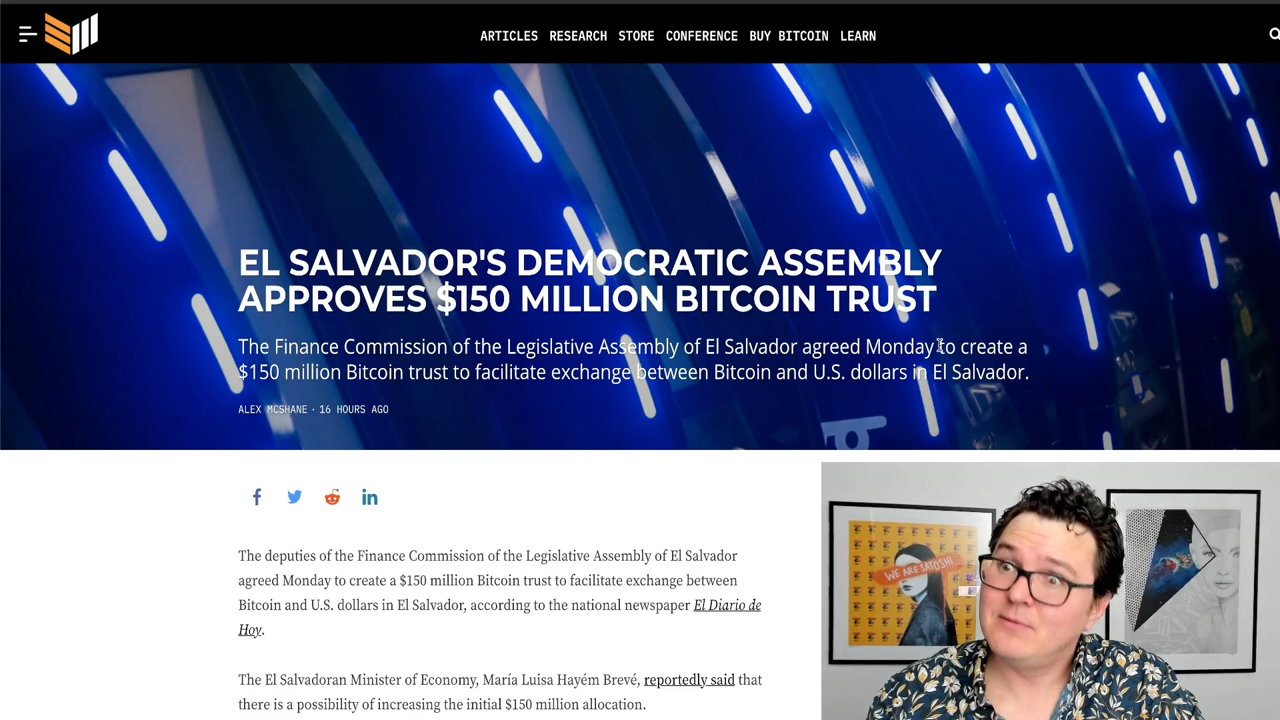 ARTICLES RESEARCH STORE CONFERENCE BUY BITCOIN LEARN
EL SALVADOR'S DEMOCRATIC ASSEMBLY
APPROVES $150 MILLION BITCOIN TRUST
The Finance Commission of the Legislative Assembly of El Salvador agreed Monday to create a
$150 million Bitcoin trust to facilitate exchange between Bitcoin and U.S. dollars in El Salvador.
ALEX MCSHANE · 16 HOURS AGO
The deputies of the Finance Commission of the Legislative Assembly of El Salvador
agreed Monday to create a $150 million Bitcoin trust to facilitate exchange between
Bitcoin and U.S. dollars in El Salvador, according to the national newspaper El Diario de
Hoy.
The El Salvadoran Minister of Economy, María Luisa Hayém Brevé, reportedly said that
there is a possibility of increasing the initial $150 million allocation.
WE ARE SATOSHI